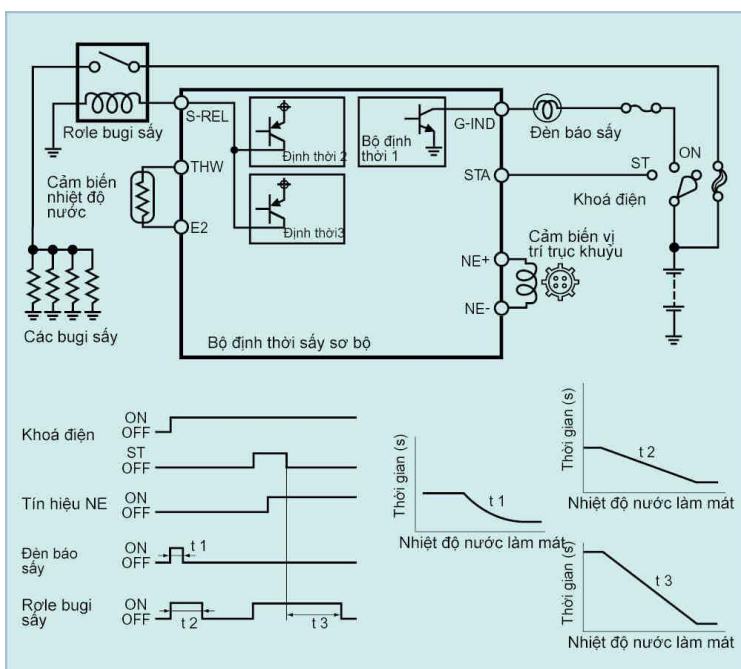 Rơle bugi sấy
S-REL
Định thời 2
Bộ định
thời 1
G-IND
Đèn báo sấy
ON
ST
Khoá điện
THW
Cảm biến
nhiệt độ
nước
STA
Định thời3
E2
Cảm biến vị
trí trục khuỷu
NE+
NE-
Các bugi sấy
Bộ định thời sấy sơ bộ
Khoá điện
ON
OFF
ST
OFF
Tín hiệu NE
ON
OFF
Đèn báo
sấy
ON
OFF
t 1
Rơle bugi
sấy
ON
OFF
t 2
t 3
Thời gian (s)
t 1
Nhiệt độ nước làm mát
Thời gian (s)
t 2
Nhiệt độ nước làm mát
Thời gian (s)
t 3
Nhiệt độ nước làm mát